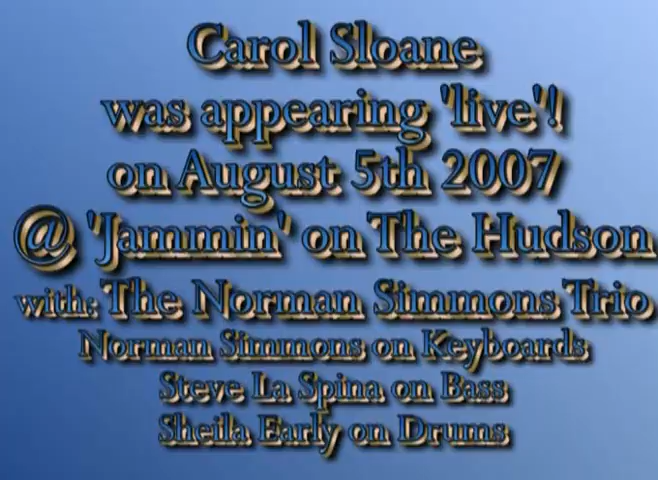 Carol Sloane
was appearing 'live'!
on August 5th 2007
@ 'Jammin' on The Hudson
with: The Norman Simmons Trio
Norman Simmons on Keyboards
Steve La Spina on Bass
Sheila Early on Drums